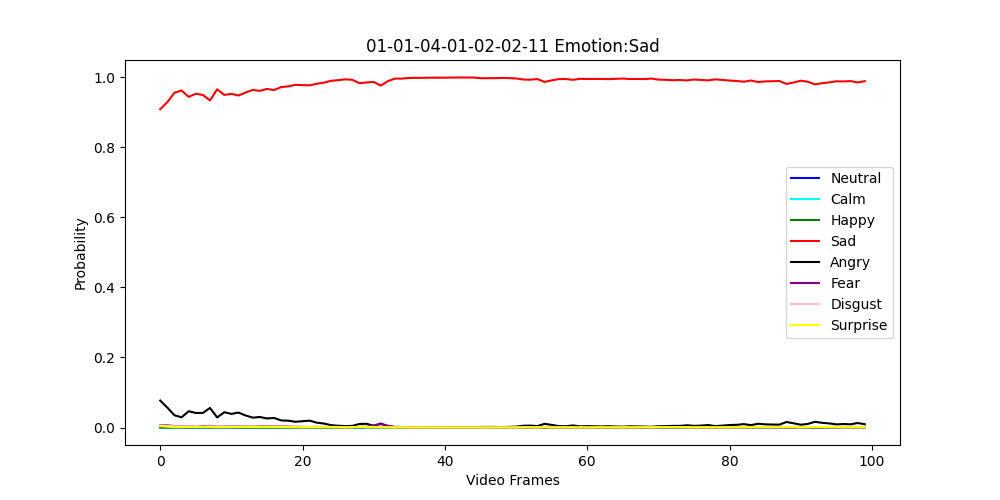 01-01-04-01-02-02-11 Emotion:Sad
1.0
0.8
0.6
0.4
0.2
0.0
Probability
Neutral
Calm
Happy
Sad
Angry
Fear
Disgust
Surprise
0 20 40 60 80 100
Video Frames